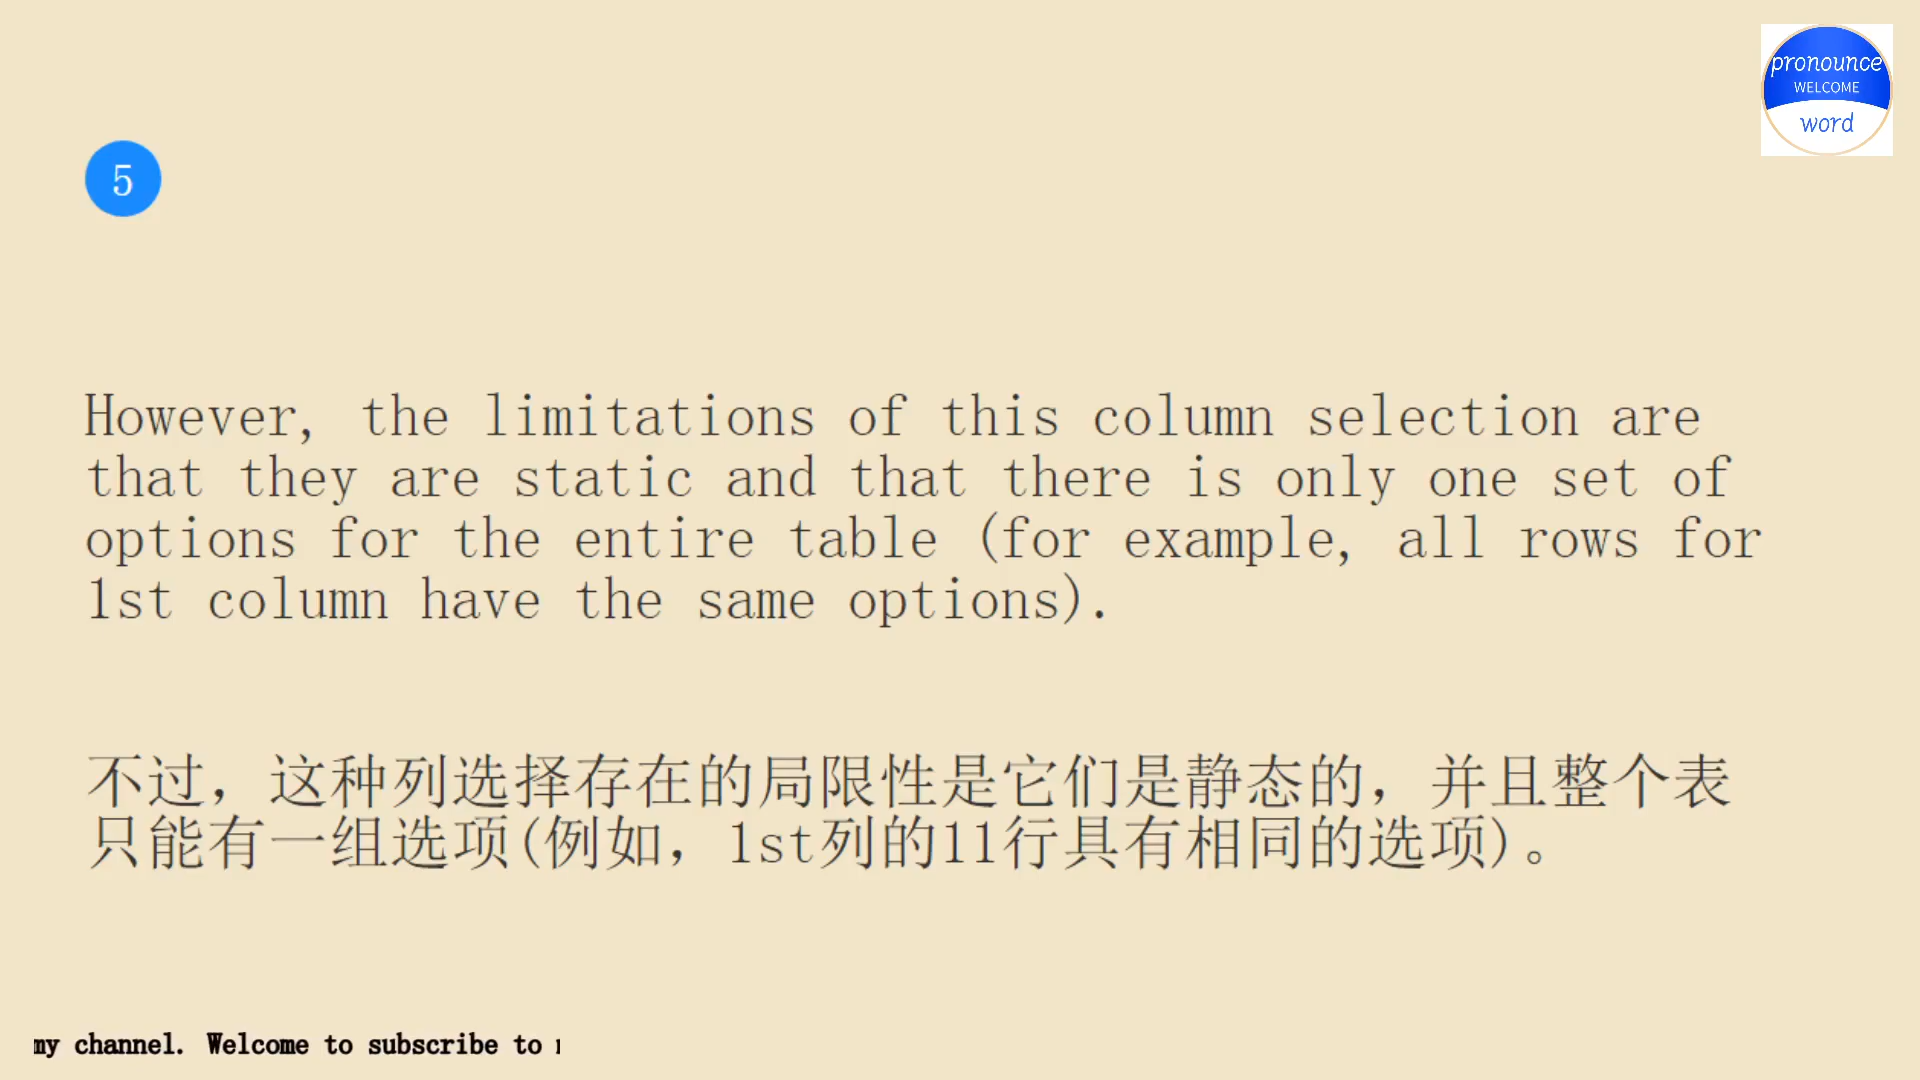 pronounce
WELCOME
word
5
However, the limitations of this column selection are
that they are static and that there is only one set of
options for the entire table (for example, all rows for
1st column have the same options).
不过，这种列选择存在的局限性是它们是静态的，并且整个表
只能有一组选项(例如，1st列的11行具有相同的选项)。
my channel. Welcome to subscribe to